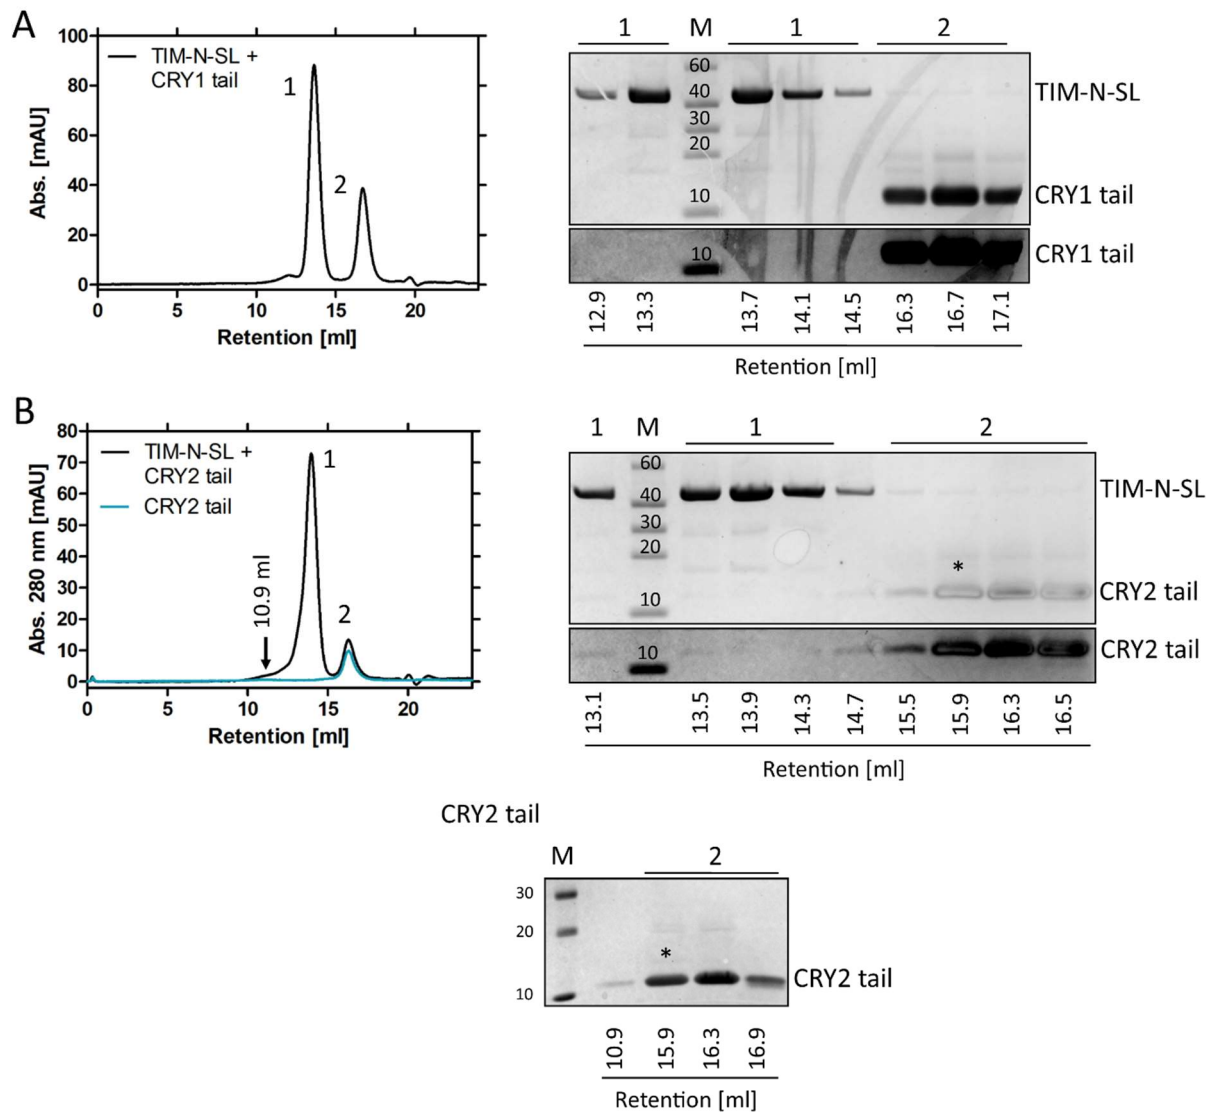 A
100
80
60
40
20
0
Abs. [mAU]
TIM-N-SL +
CRY1 tail
1
2
0 5 10 15 20
Retention [ml]
1 M 1 2
60
40
30
20
10
TIM-N-SL
CRY1 tail
10
CRY1 tail
12.9 13.3 13.7 14.1 14.5 16.3 16.7 17.1
Retention [ml]
B
80
70
60
50
40
30
20
10
0
Abs. 280 nm [mAU]
TIM-N-SL +
CRY2 tail
CRY2 tail
1
10.9 ml
2
0 5 10 15 20
Retention [ml]
1 M 1 2
60
40
30
20
10
TIM-N-SL
*
CRY2 tail
10
CRY2 tail
13.1 13.5 13.9 14.3 14.7 15.5 15.9 16.3 16.5
Retention [ml]
CRY2 tail
M 2
30
20
10
*
CRY2 tail
10.9 15.9 16.3 16.9
Retention [ml]